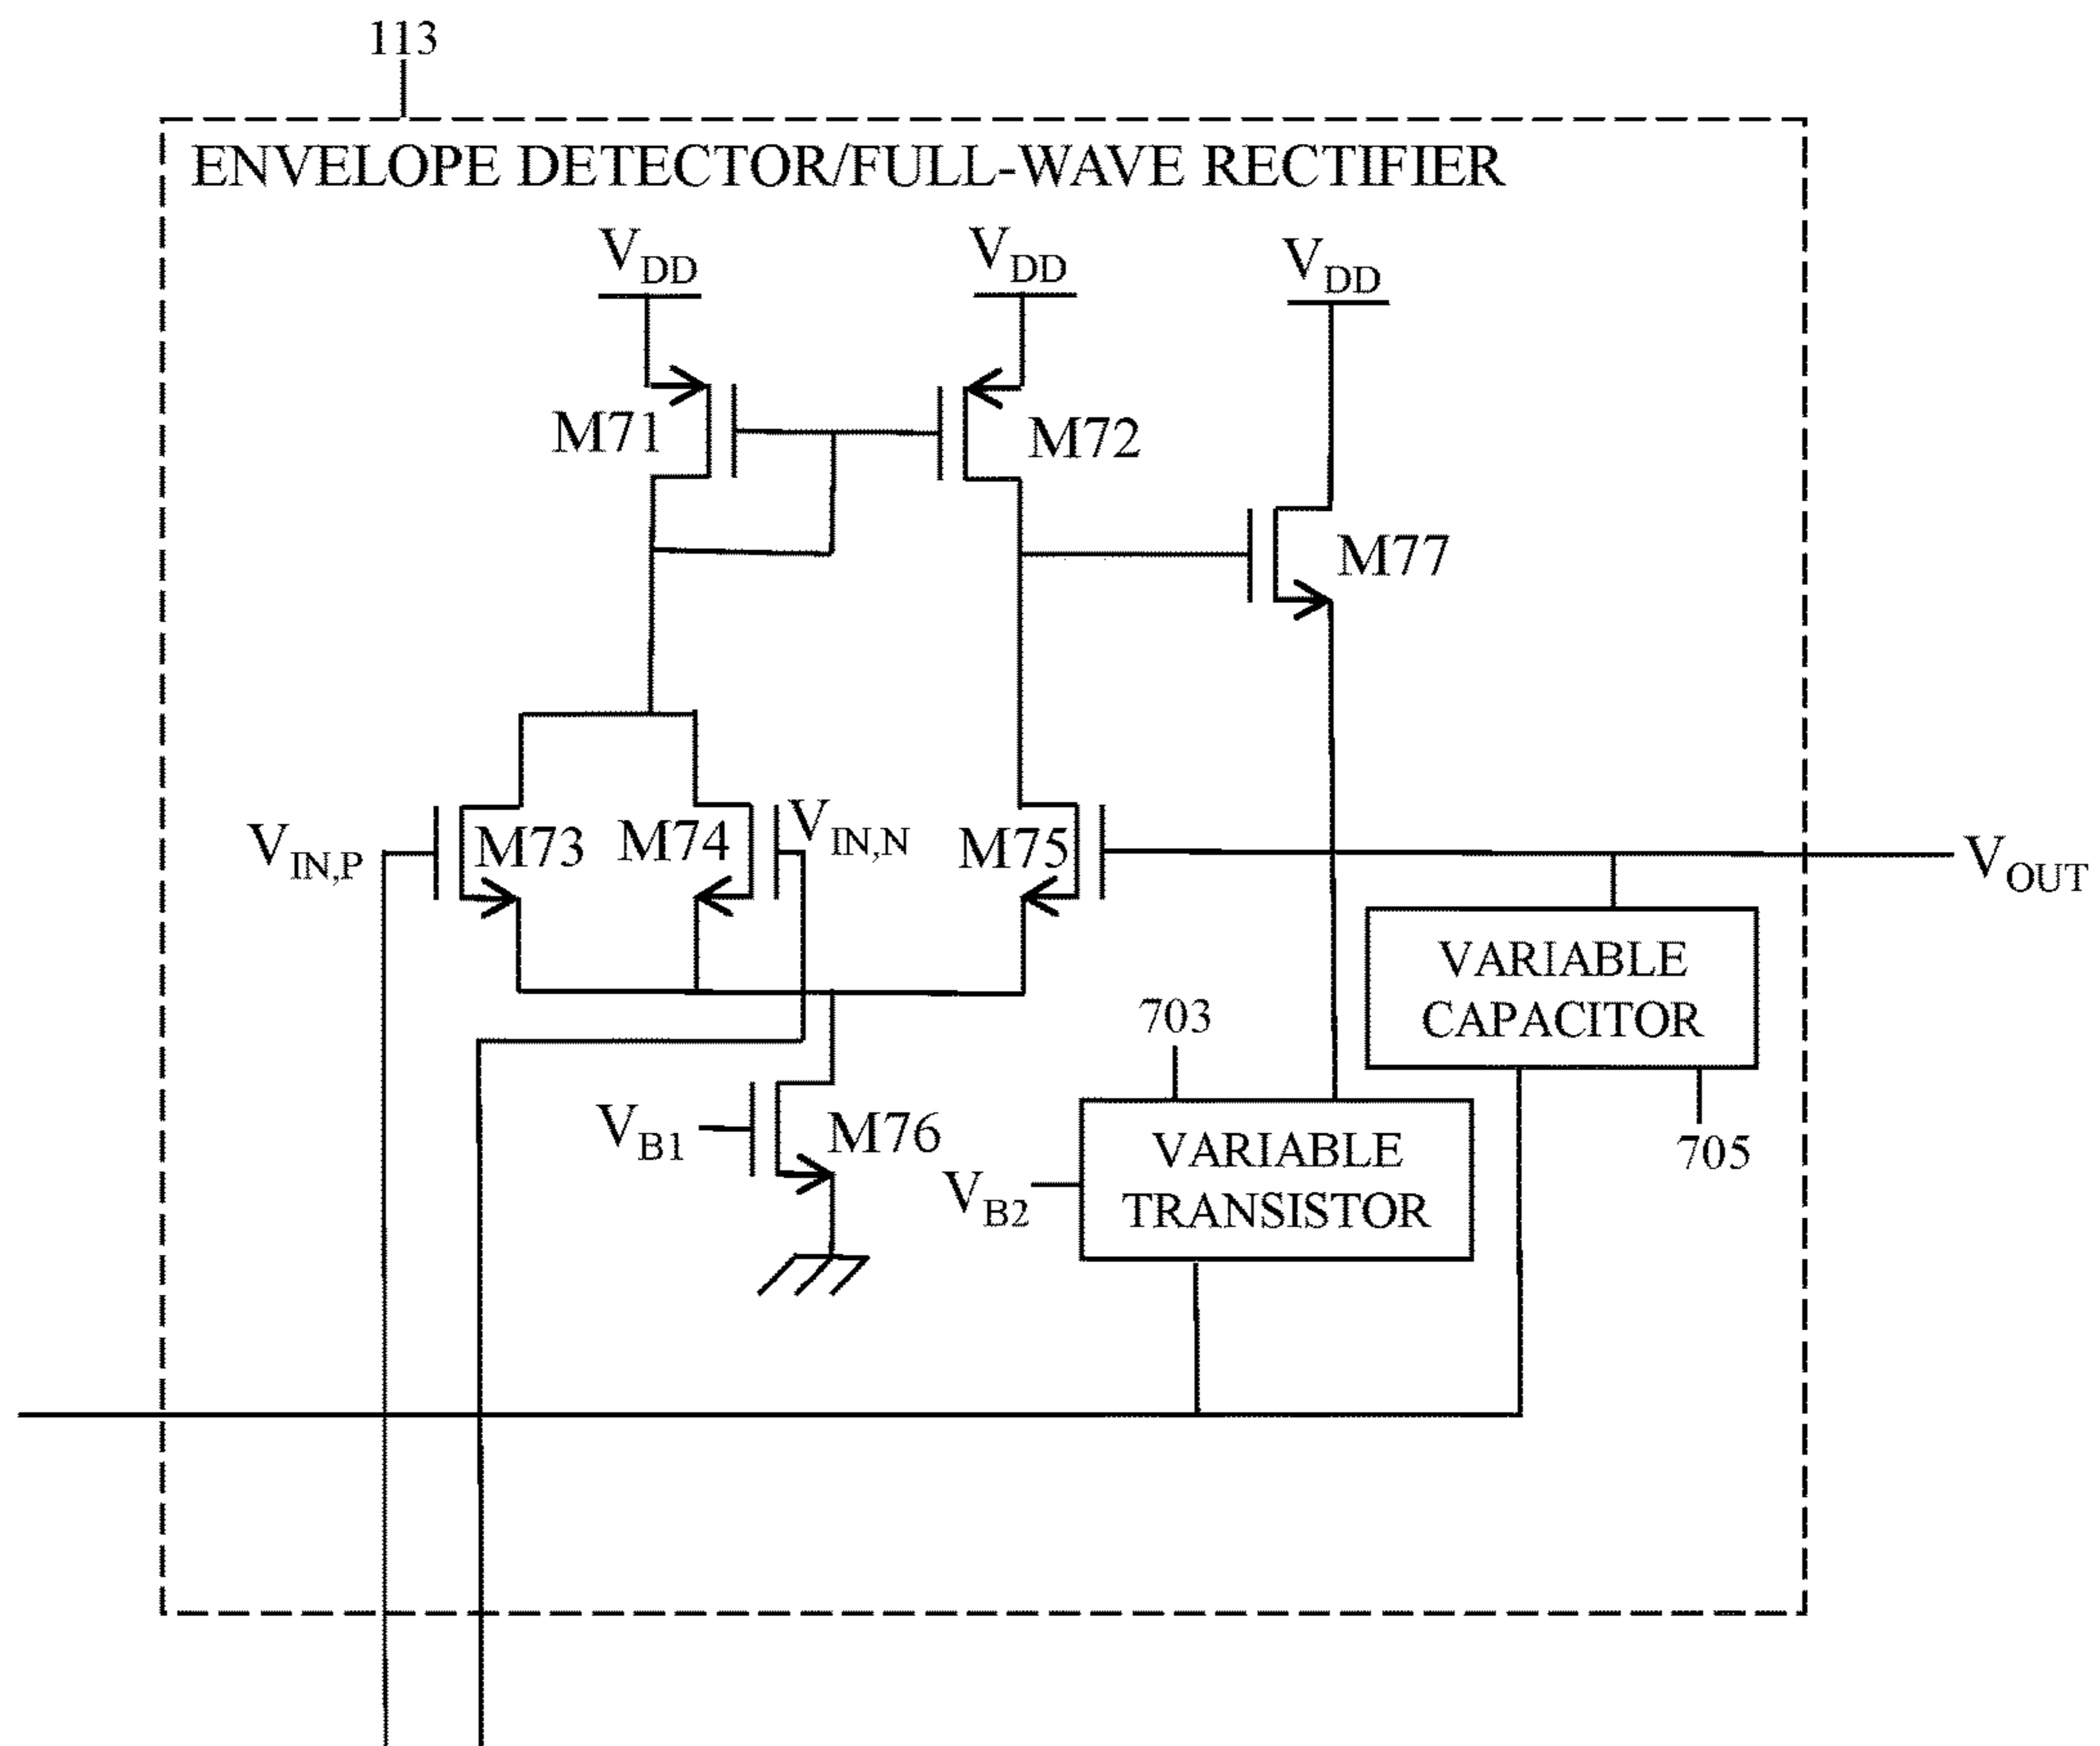 113
ENVELOPE DETECTOR/FULL-WAVE RECTIFIER
VDD
VDD
VDD
M71
M72
M77
VIN,P
M73
M74
VIN,N
M75
VOUT
VARIABLE
CAPACITOR
703
705
VB1
M76
VB2
VARIABLE
TRANSISTOR